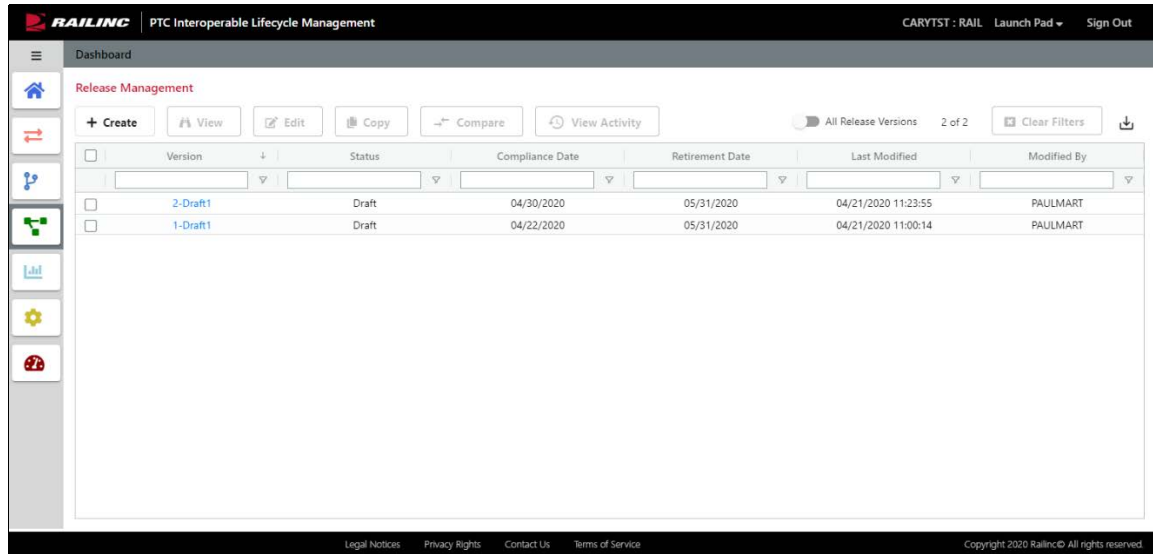 RAILINC PTC Interoperable Lifecycle Management CARYTST : RAIL Launch Pad Sign Out
Dashboard
Release Management
+ Create View Edit Copy Compare View Activity All Release Versions 2 of 2 Clear Filters
Version ↓ Status Compliance Date Retirement Date Last Modified Modified By
2-Draft1 Draft 04/30/2020 05/31/2020 04/21/2020 11:23:55 PAULMART
1-Draft1 Draft 04/22/2020 05/31/2020 04/21/2020 11:00:14 PAULMART
Legal Notices Privacy Rights Contact Us Terms of Service Copyright 2020 Railinc© All rights reserved.